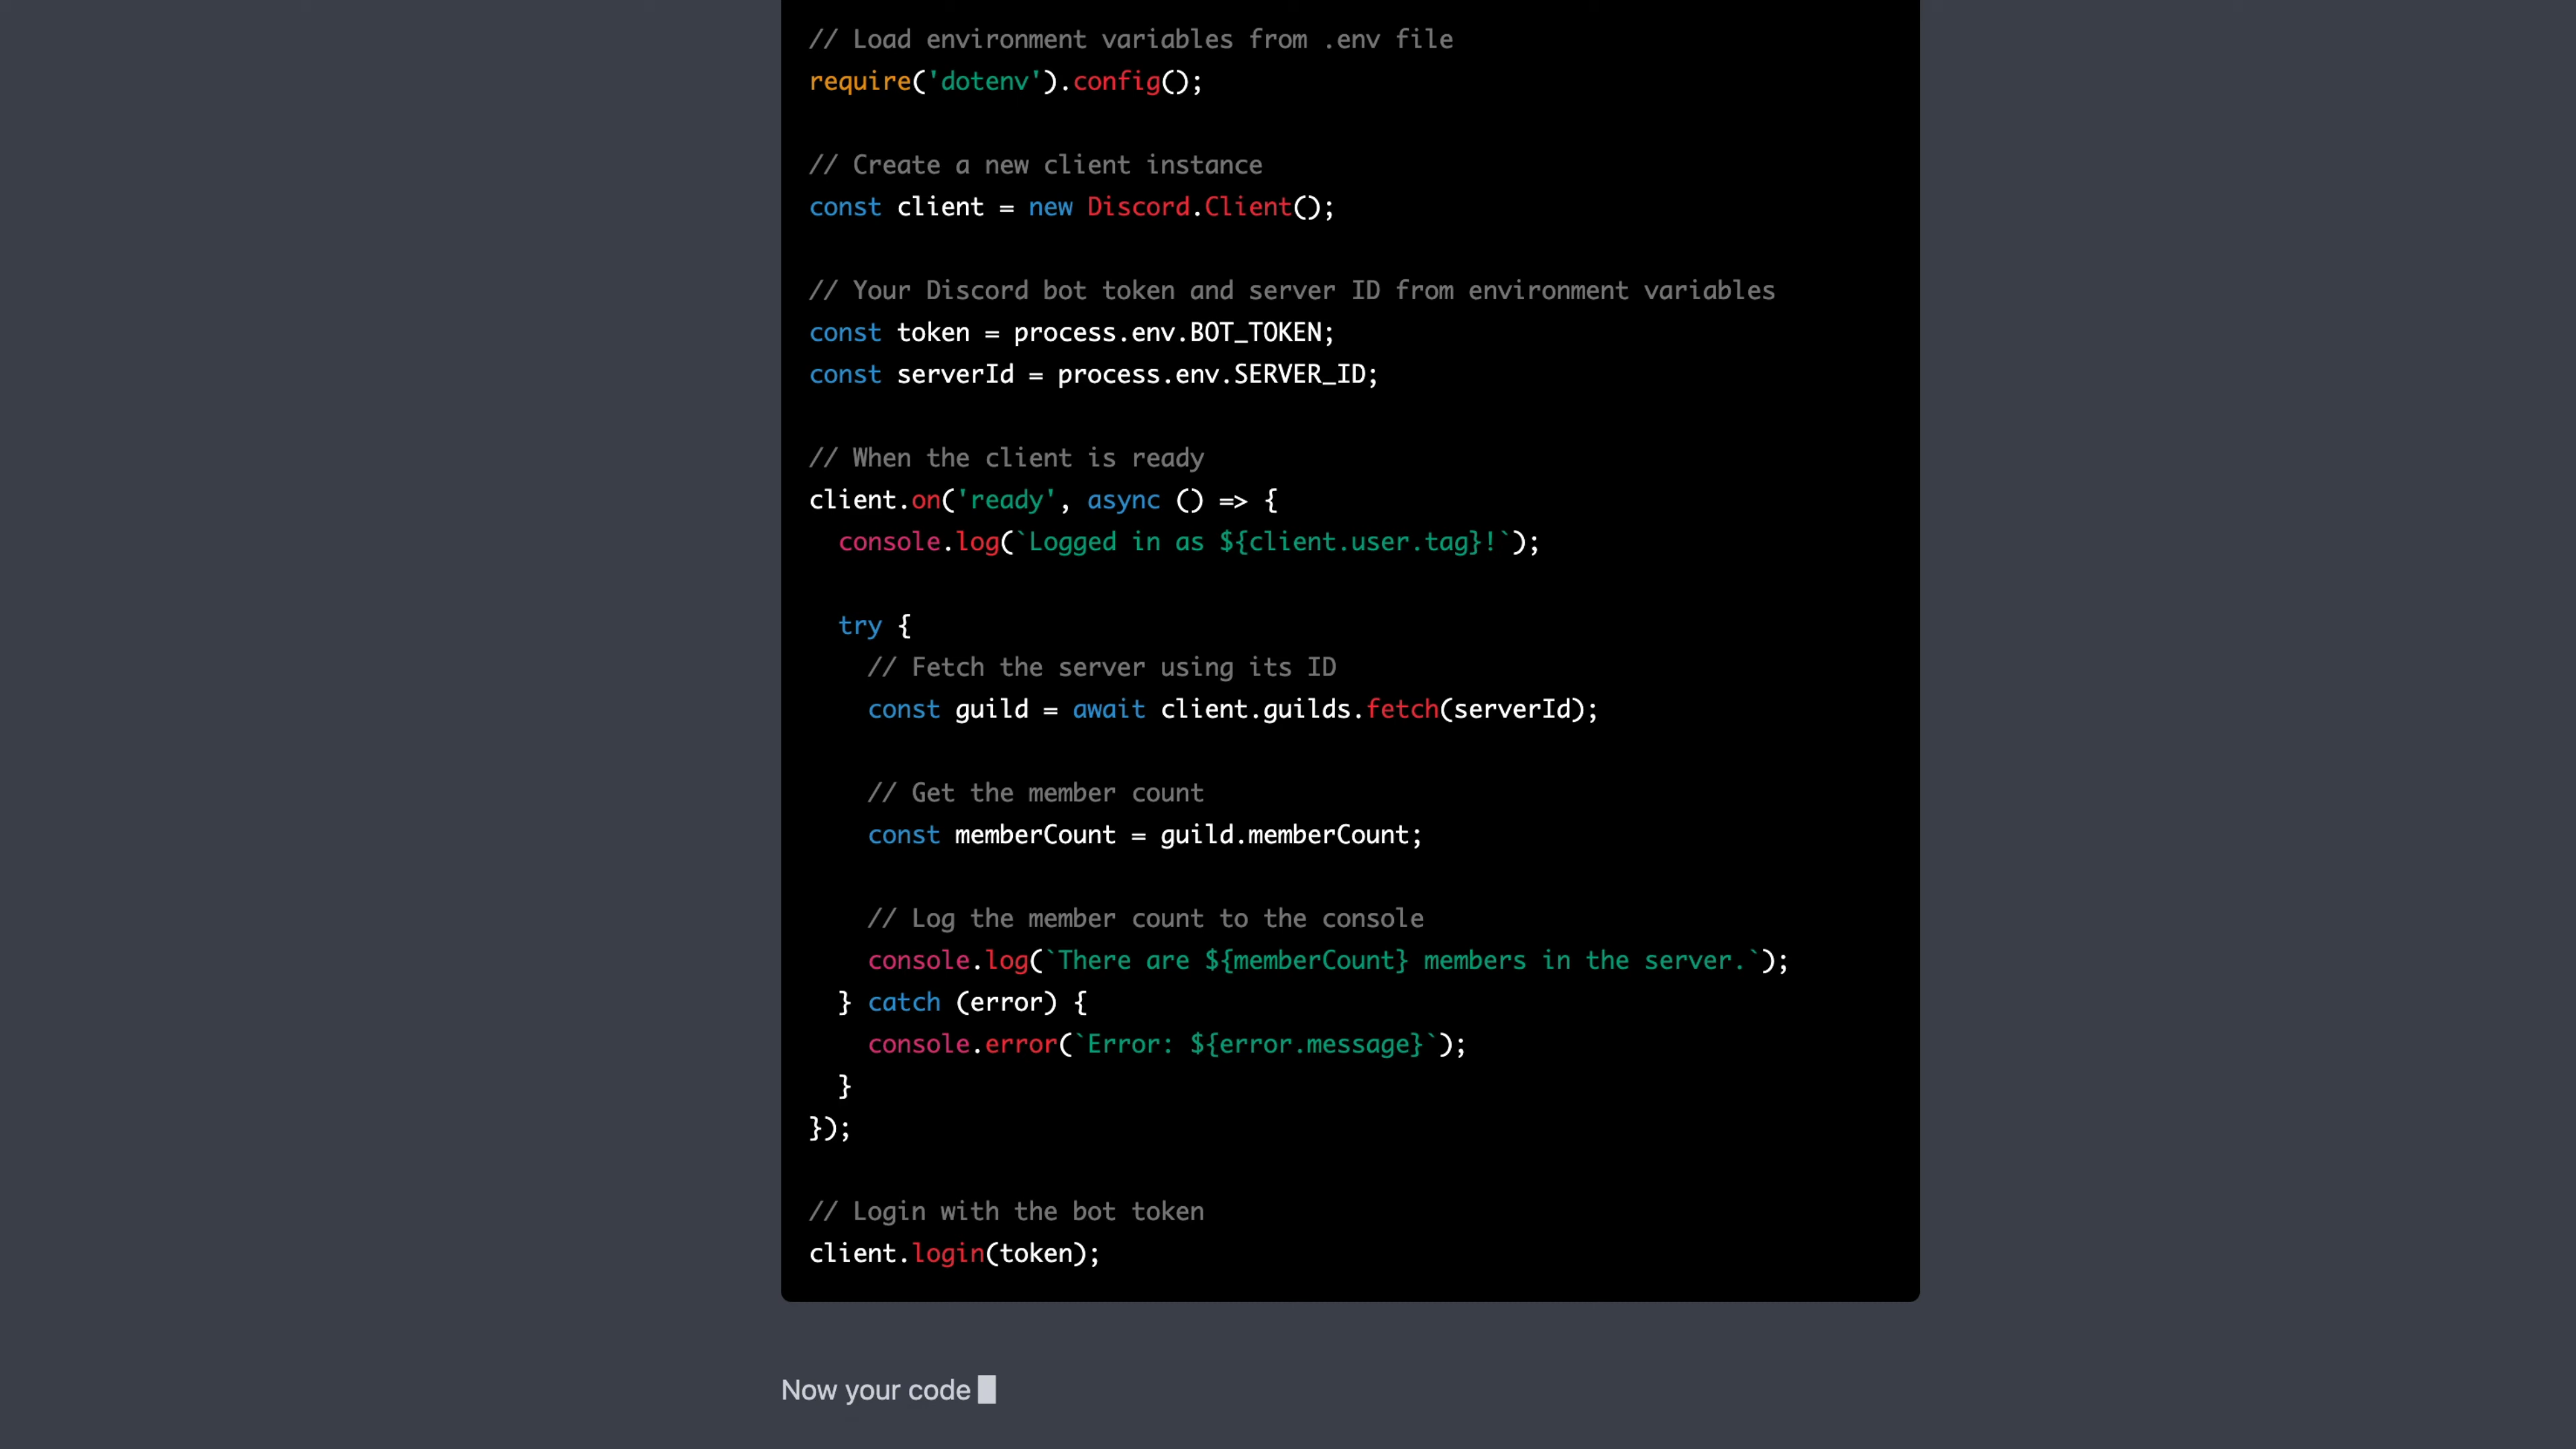 // Load environment variables from .env file
require('dotenv').config();
// Create a new client instance
const client = new Discord.Client();
// Your Discord bot token and server ID from environment variables
const token = process.env.BOT_TOKEN;
const serverId = process.env.SERVER_ID;
// When the client is ready
client.on('ready', async () => {
  console.log(`Logged in as ${client.user.tag}!`);
  try {
    // Fetch the server using its ID
    const guild = await client.guilds.fetch(serverId);
    // Get the member count
    const memberCount = guild.memberCount;
    // Log the member count to the console
    console.log(`There are ${memberCount} members in the server.`);
  } catch (error) {
    console.error(`Error: ${error.message}`);
  }
});
// Login with the bot token
client.login(token);
Now your code